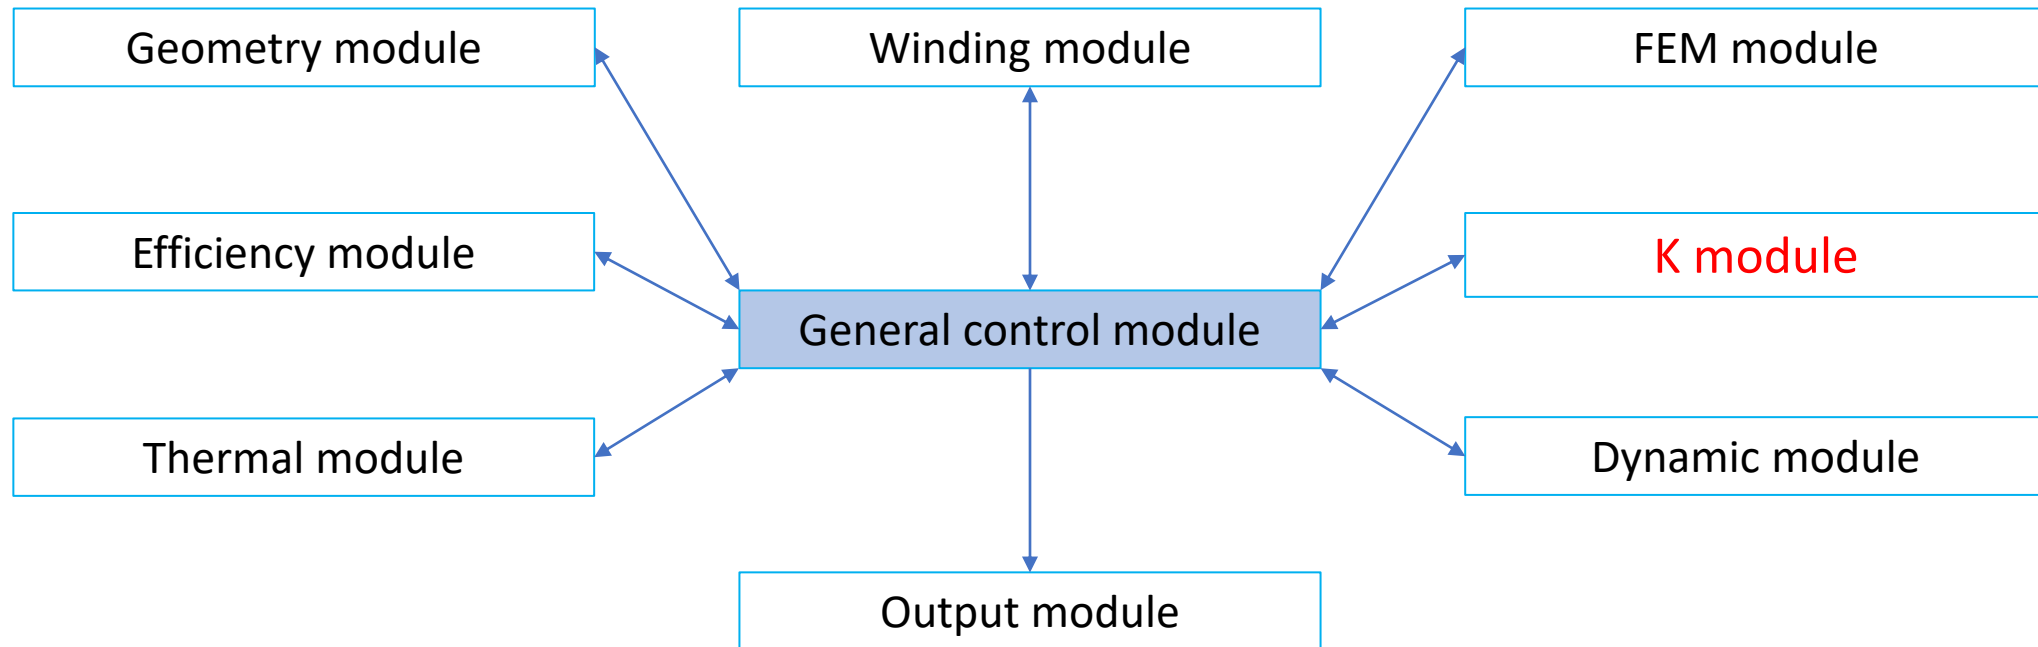 Geometry module
Winding module
FEM module
Efficiency module
K module
General control module
Thermal module
Dynamic module
Output module